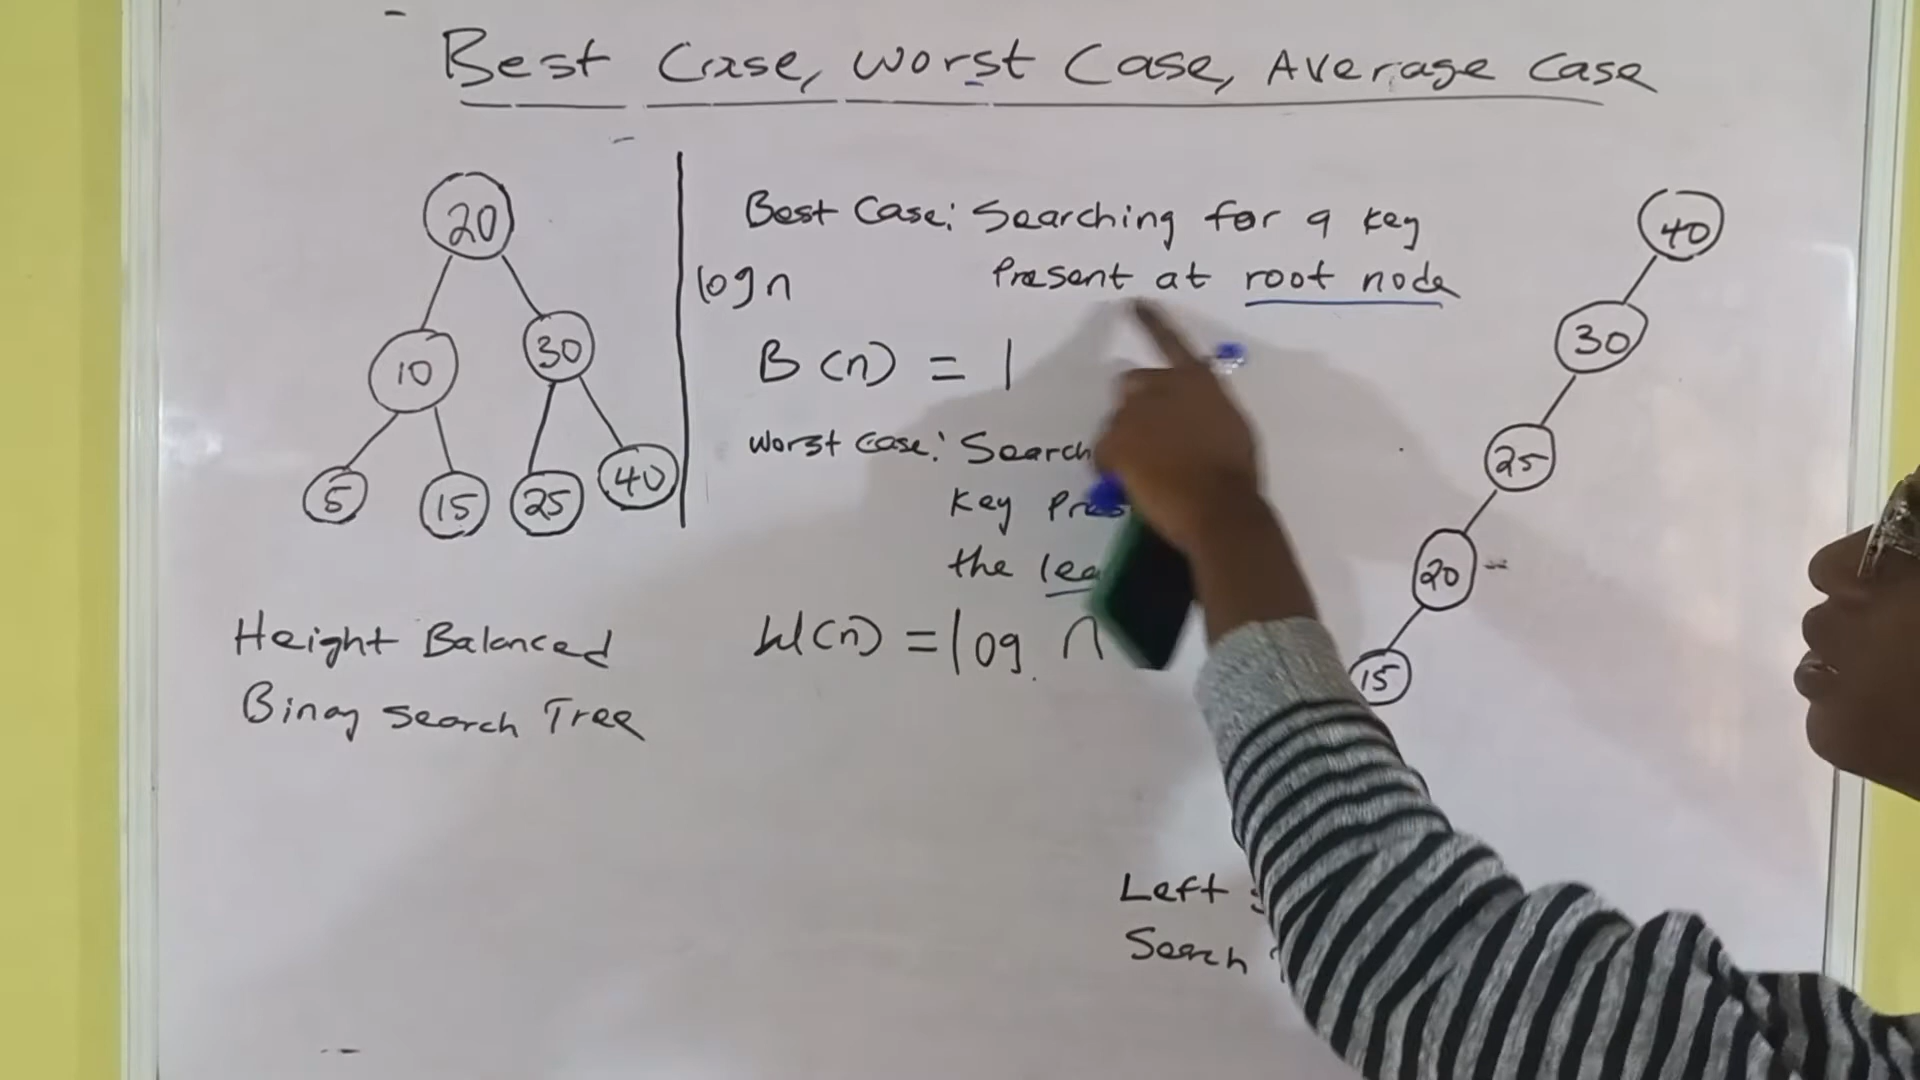 Best Case, Worst Case, Average Case
20
10
30
5
15
25
40
Height Balanced
Binay Search Tree
Best Case: Searching for a key
Present at root node
log n
B(n) = 1
Worst Case: Search
Key
the
W(n) = log n
40
30
25
20
15
Left
Search